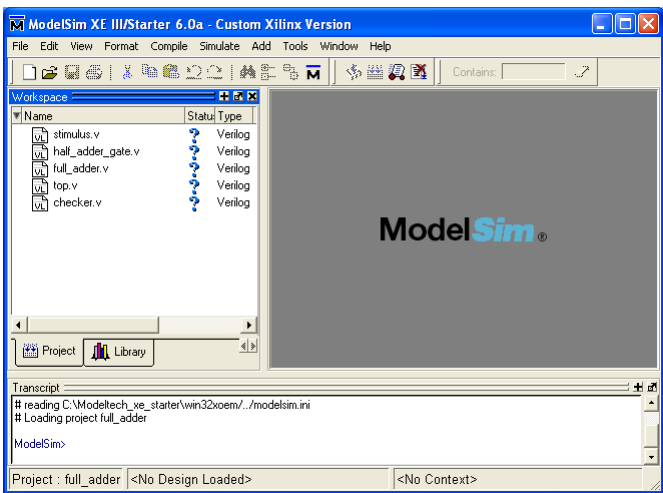 ModelSim XE III/Starter 6.0a - Custom Xilinx Version
File Edit View Format Compile Simulate Add Tools Window Help
Contains:
Workspace
Name Statu Type
stimulus.v ? Verilog
half_adder_gate.v ? Verilog
full_adder.v ? Verilog
top.v ? Verilog
checker.v ? Verilog
ModelSim ®
Project Library
Transcript
# reading C:\Modeltech_xe_starter\win32xoem/../modelsim.ini
# Loading project full_adder
ModelSim>
Project : full_adder <No Design Loaded> <No Context>